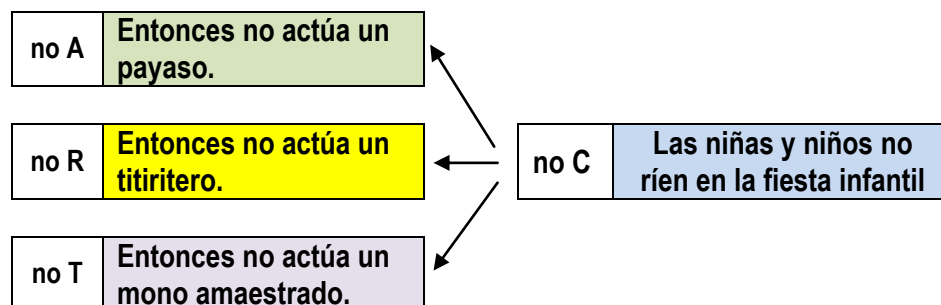 no A
Entonces no actúa un
payaso.
no R
Entonces no actúa un
titiritero.
no C
Las niñas y niños no
ríen en la fiesta infantil
no T
Entonces no actúa un
mono amaestrado.